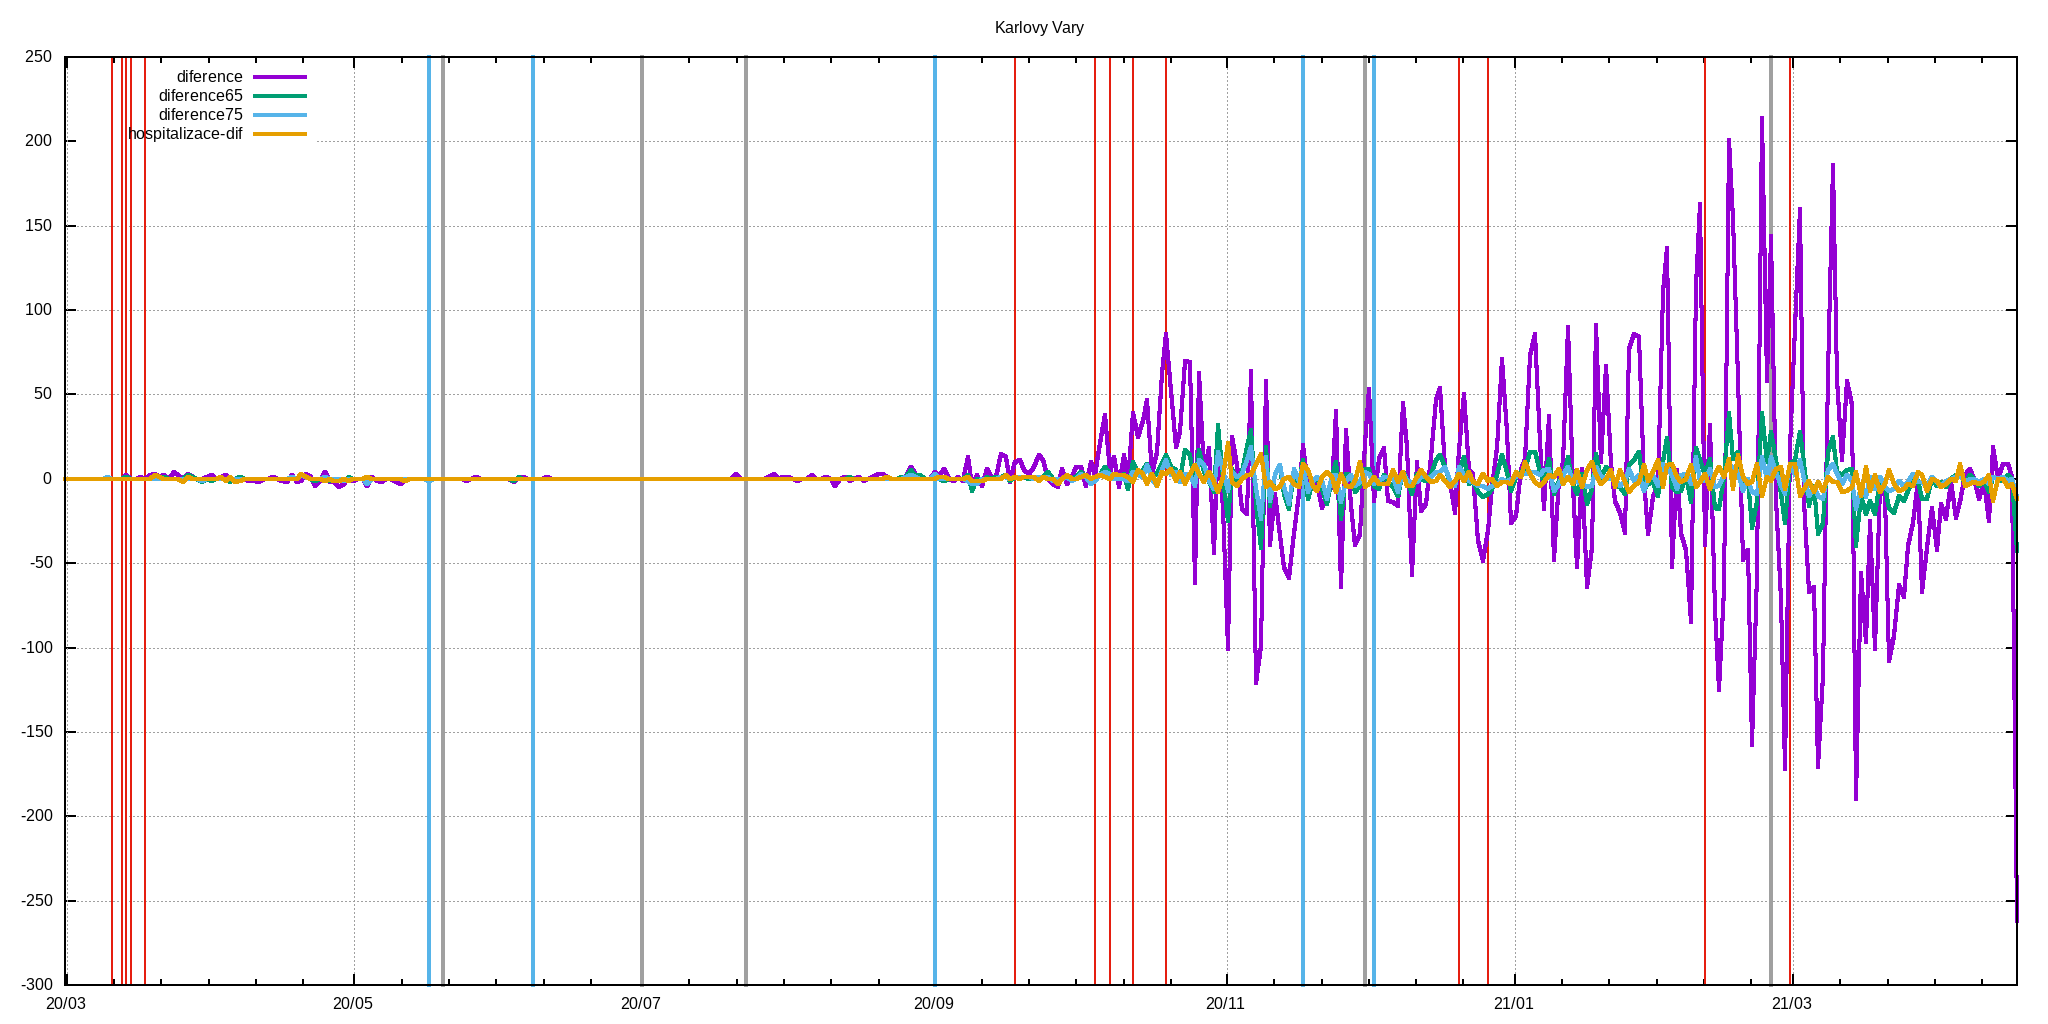 Karlovy Vary
250
200
150
100
50
0
-50
-100
-150
-200
-250
-300
diference
diference65
diference75
hospitalizace-dif
20/03 20/05 20/07 20/09 20/11 21/01 21/03